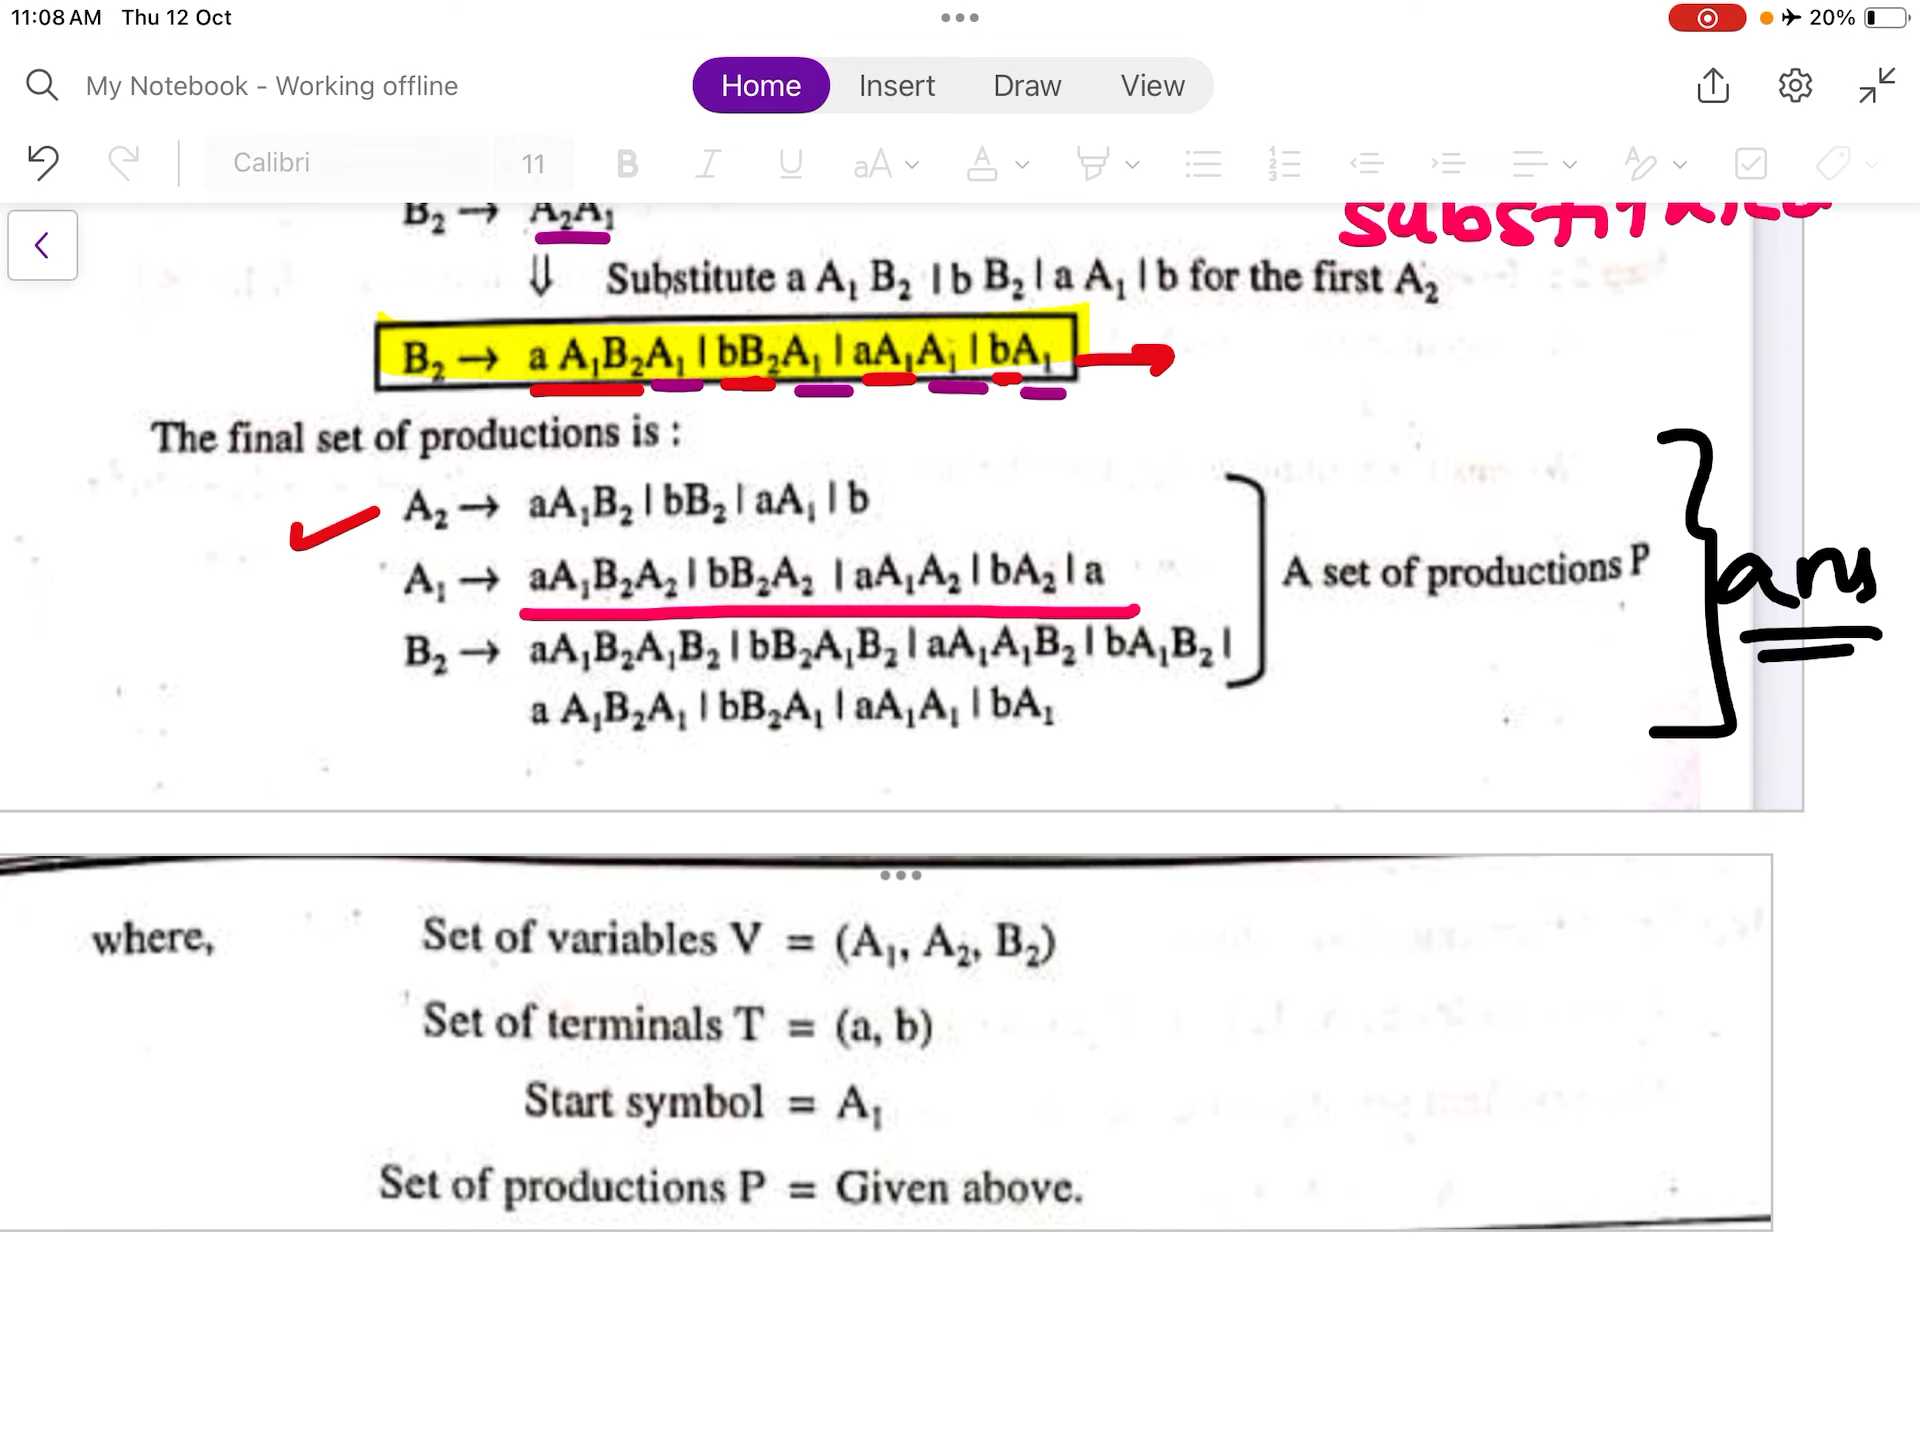 11:08 AM Thu 12 Oct
20%
My Notebook - Working offline
Home Insert Draw View
Calibri 11 B I U aA A
B₂ → A₂A₁
⇓ Substitute a A₁ B₂ | b B₂ | a A₁ | b for the first A₂
B₂ → a A₁B₂A₁ | bB₂A₁ | aA₁A₁ | bA₁
The final set of productions is :
A₂ → aA₁B₂ | bB₂ | aA₁ | b
A₁ → aA₁B₂A₂ | bB₂A₂ | aA₁A₂ | bA₂ | a
A set of productions P
ans
B₂ → aA₁B₂A₁B₂ | bB₂A₁B₂ | aA₁A₁B₂ | bA₁B₂ |
a A₁B₂A₁ | bB₂A₁ | aA₁A₁ | bA₁
where, Set of variables V = (A₁, A₂, B₂)
Set of terminals T = (a, b)
Start symbol = A₁
Set of productions P = Given above.